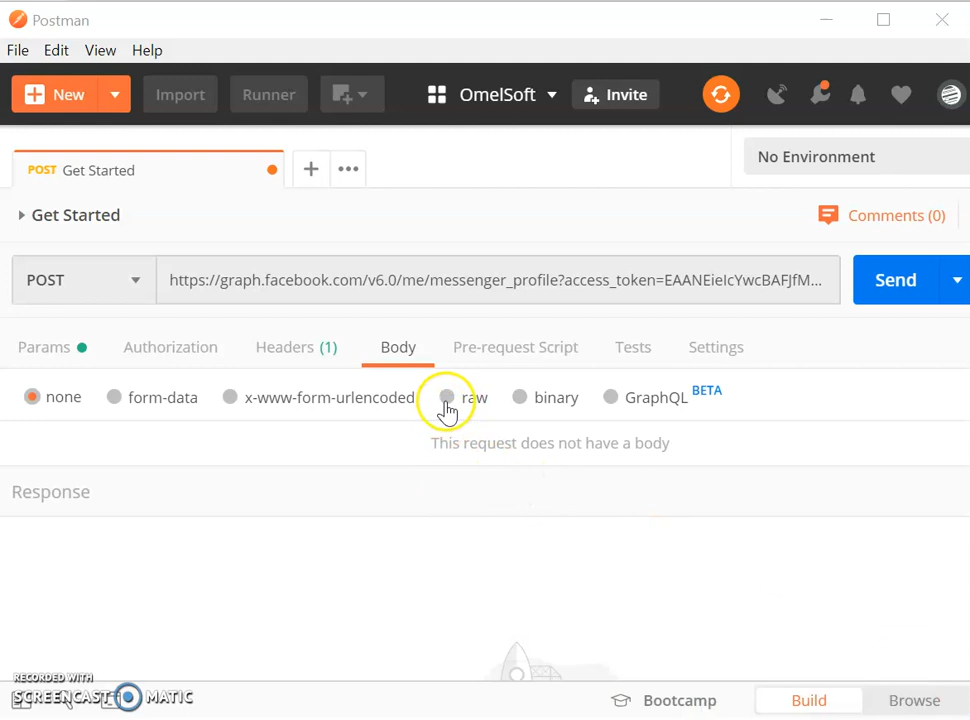 Postman
File Edit View Help
New Import Runner OmelSoft Invite
POST Get Started No Environment
Get Started Comments (0)
POST https://graph.facebook.com/v6.0/me/messenger_profile?access_token=EAANEieIcYwcBAFJfM... Send
Params Authorization Headers (1) Body Pre-request Script Tests Settings
none form-data x-www-form-urlencoded raw binary GraphQL BETA
This request does not have a body
Response
RECORDED WITH
SCREENCAST MATIC
Bootcamp Build Browse